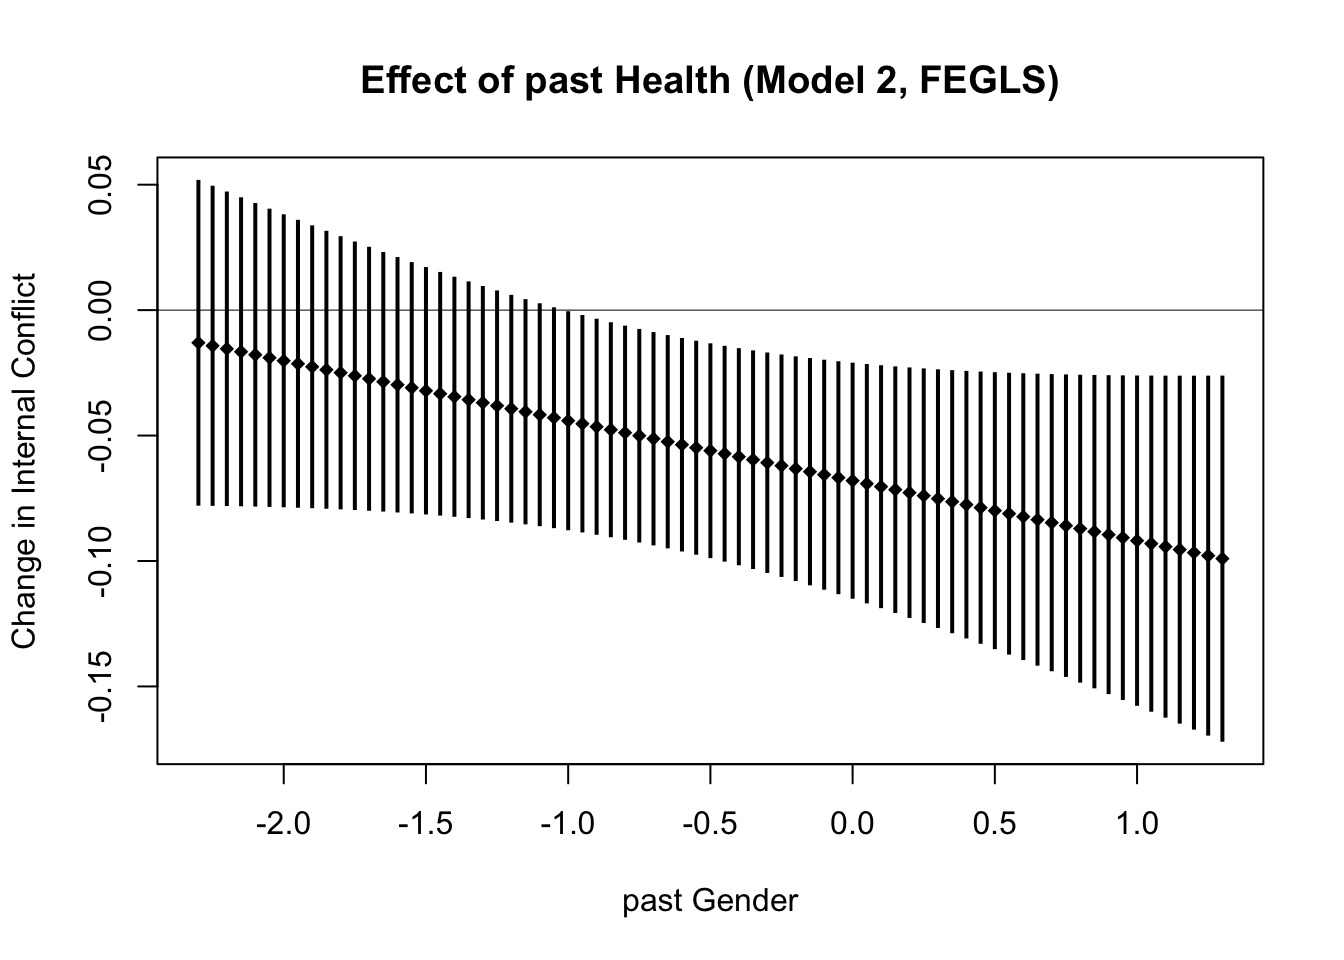 Effect of past Health (Model 2, FEGLS)
Change in Internal Conflict
0.05
0.00
-0.05
-0.10
-0.15
-2.0 -1.5 -1.0 -0.5 0.0 0.5 1.0
past Gender